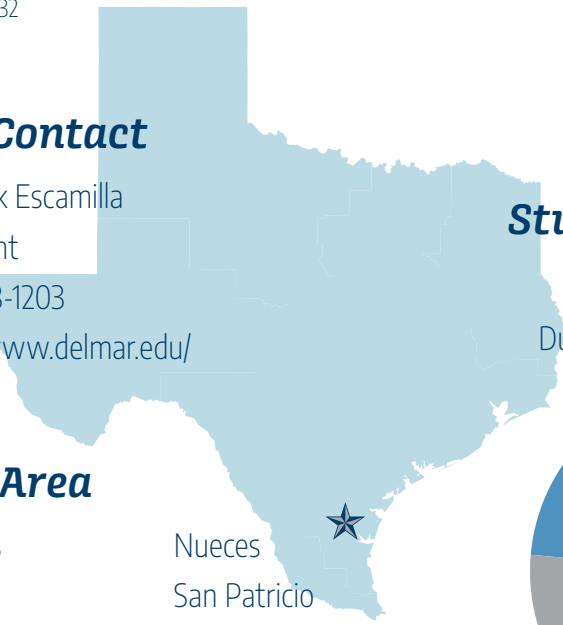 32
Contact
x Escamilla
nt
3-1203
www.delmar.edu/
Stu
Du
Area
Nueces
San Patricio